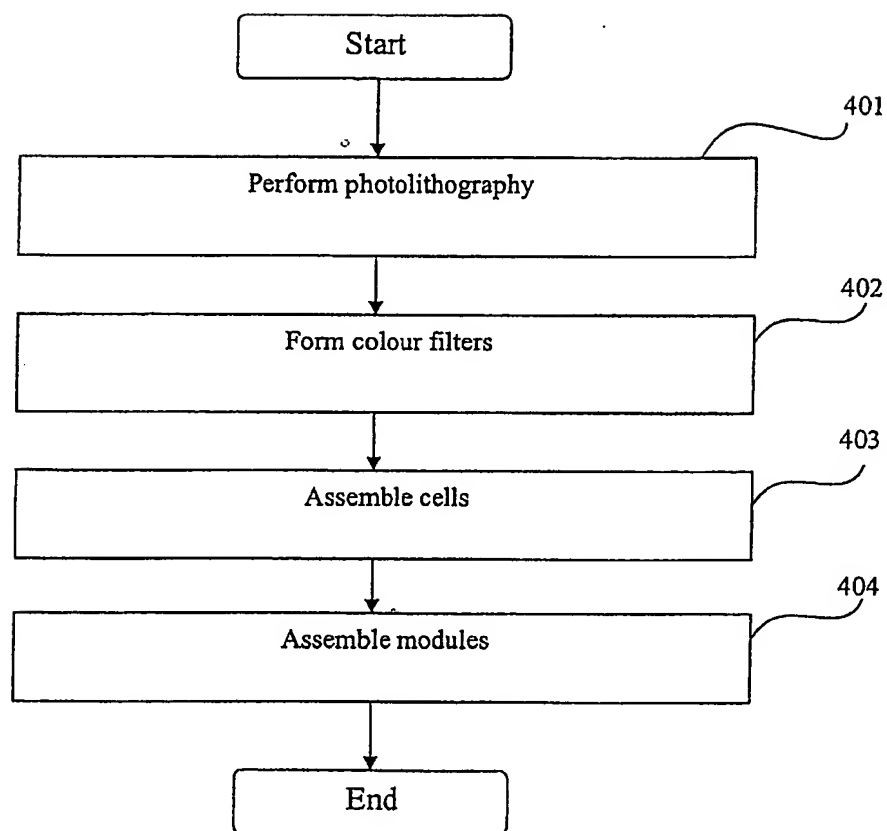 Start
401
Perform photolithography
402
Form colour filters
403
Assemble cells
404
Assemble modules
End